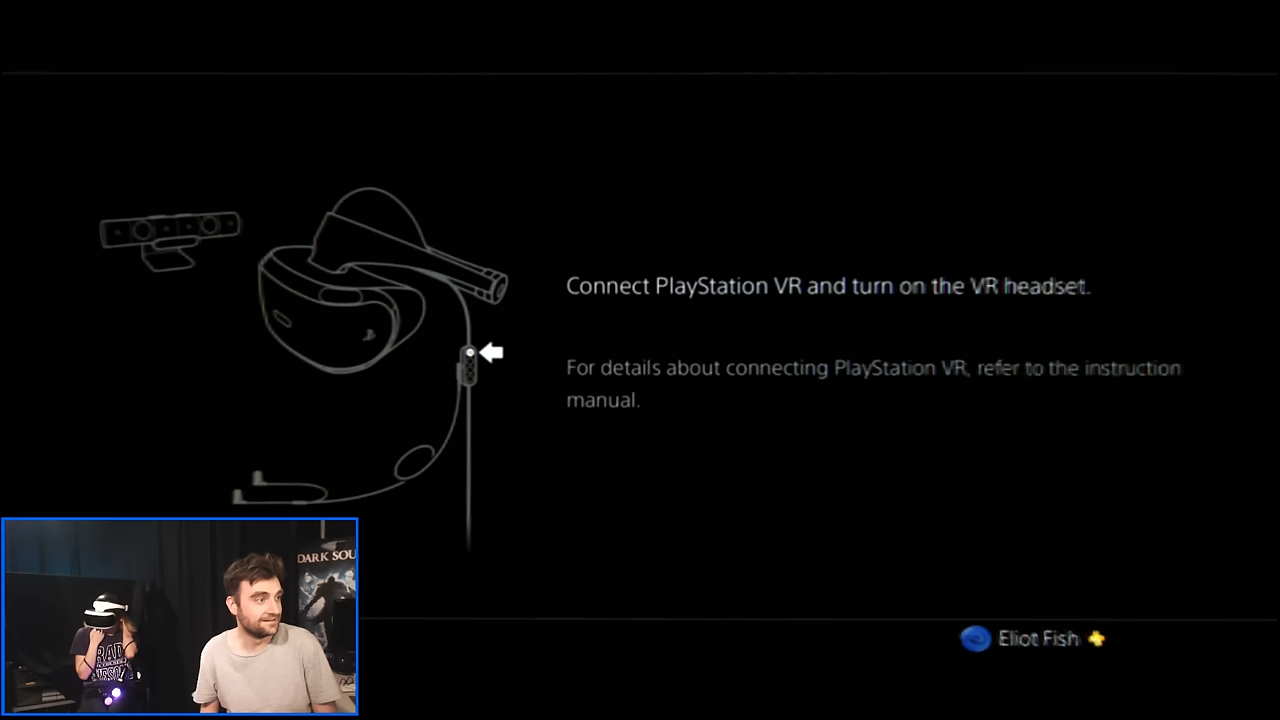 Connect PlayStation VR and turn on the VR headset.
For details about connecting PlayStation VR, refer to the instruction
manual.
DARK SOU
RAD
Eliot Fish